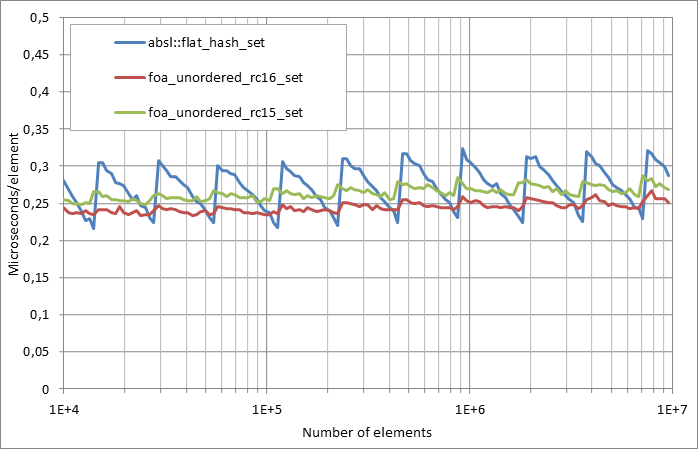 0,5
0,45
0,4
0,35
0,3
0,25
0,2
0,15
0,1
0,05
0
Microseconds/element
absl::flat_hash_set
foa_unordered_rc16_set
foa_unordered_rc15_set
1E+4
1E+5
1E+6
1E+7
Number of elements